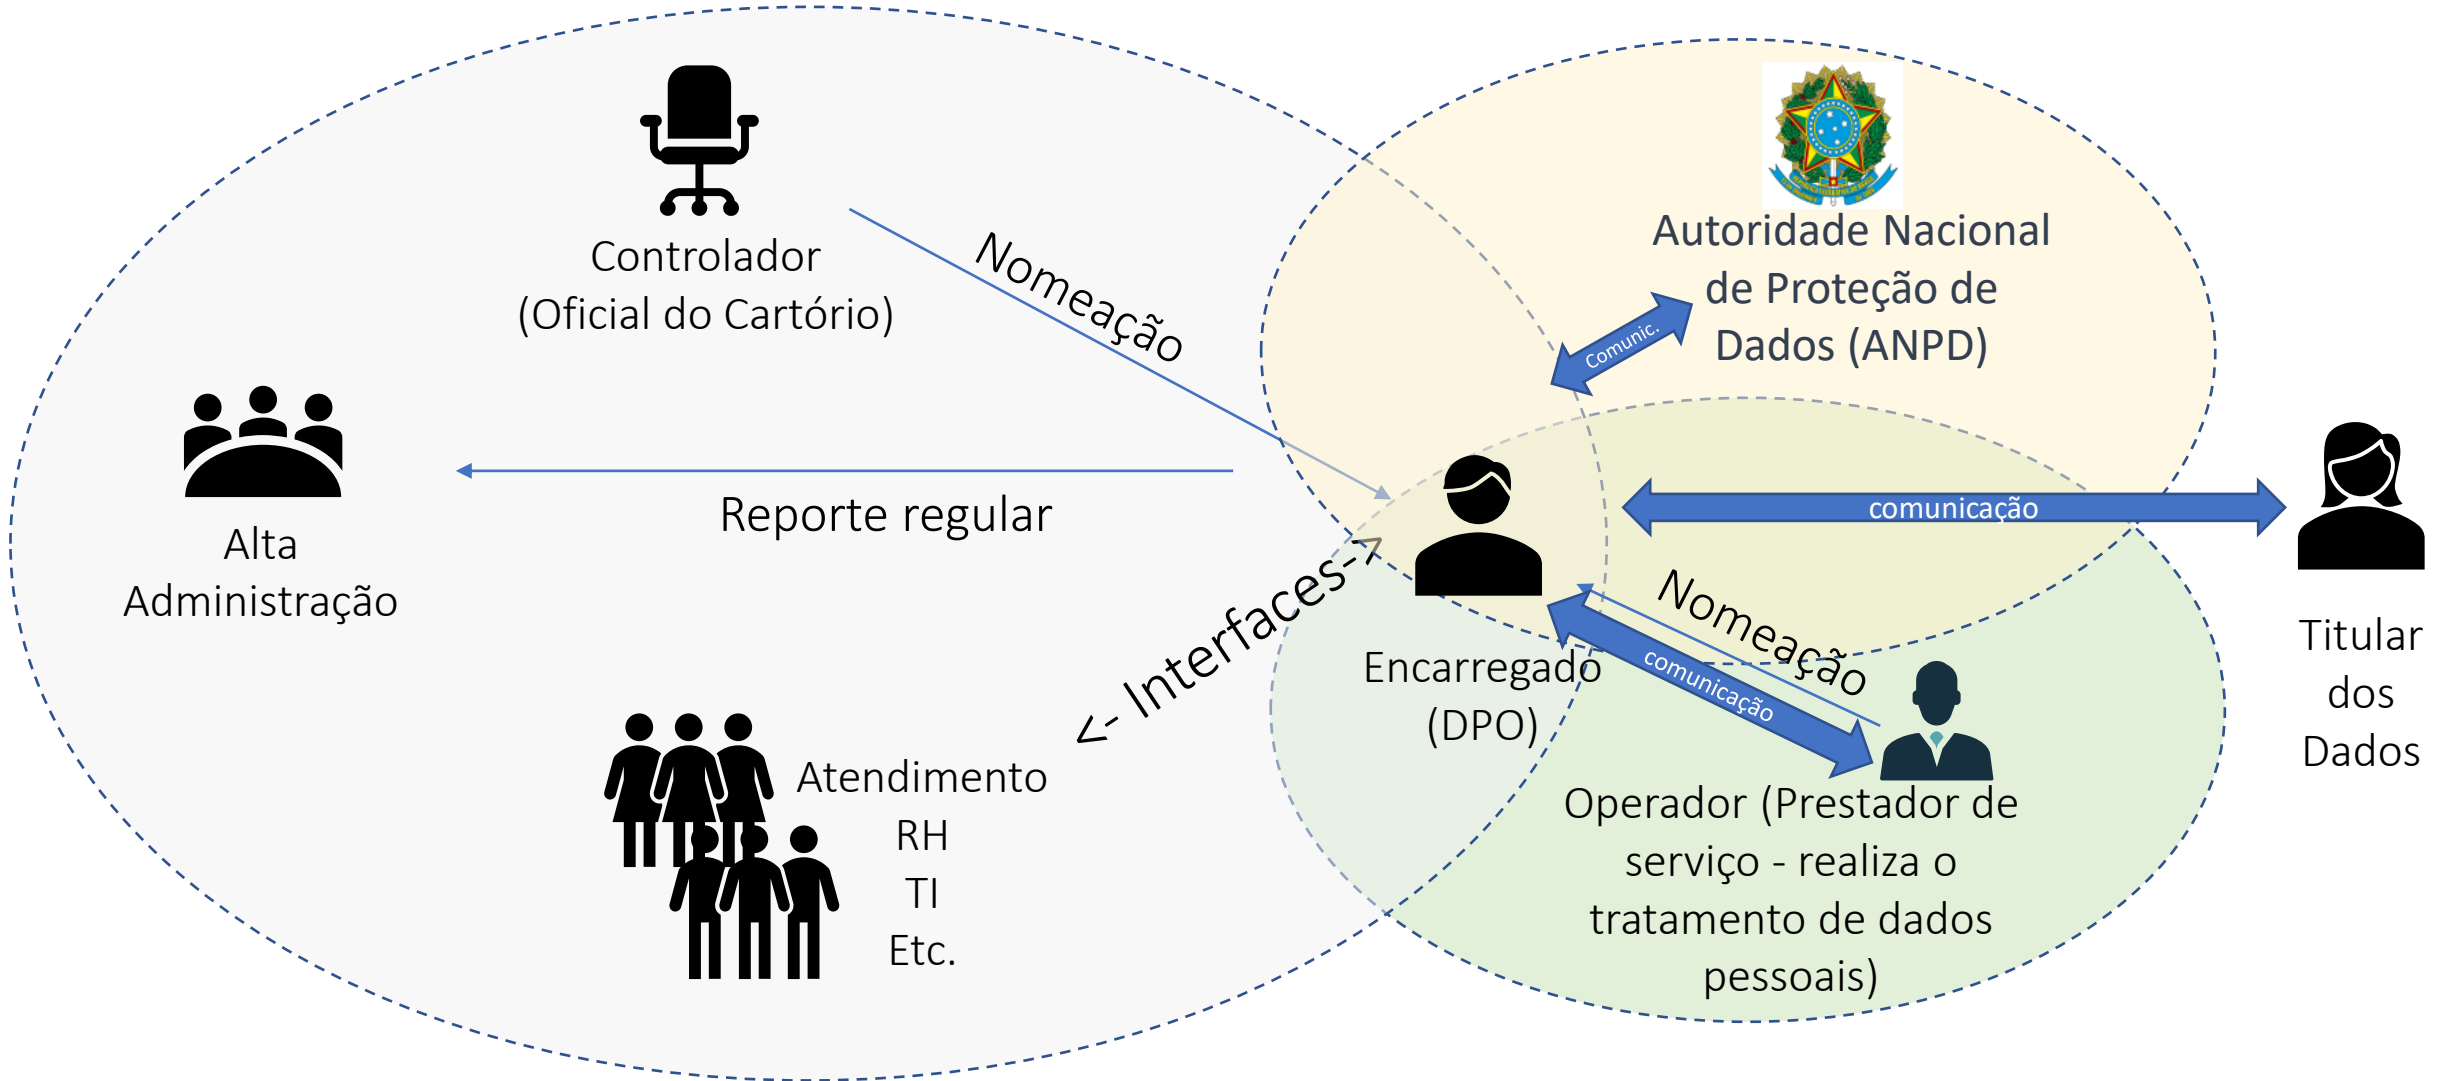 Controlador
(Oficial do Cartório)
Nomeação
Autoridade Nacional
de Proteção de
Dados (ANPD)
Comunic.
Alta
Administração
Reporte regular
comunicação
<- Interfaces->
Encarregado
(DPO)
Nomeação
comunicação
Titular
dos
Dados
Atendimento
RH
TI
Etc.
Operador (Prestador de
serviço - realiza o
tratamento de dados
pessoais)